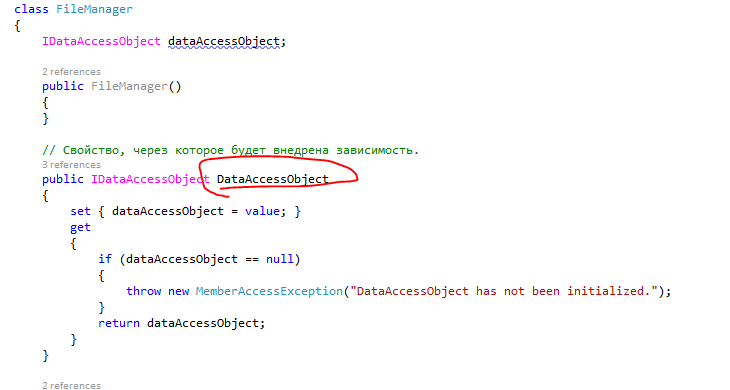 class FileManager
{
IDataAccessObject dataAccessObject;
2 references
public FileManager()
{
}
// Свойство, через которое будет внедрена зависимость.
3 references
public IDataAccessObject DataAccessObject
{
set { dataAccessObject = value; }
get
{
if (dataAccessObject == null)
{
throw new MemberAccessException("DataAccessObject has not been initialized.");
}
return dataAccessObject;
}
}
2 references